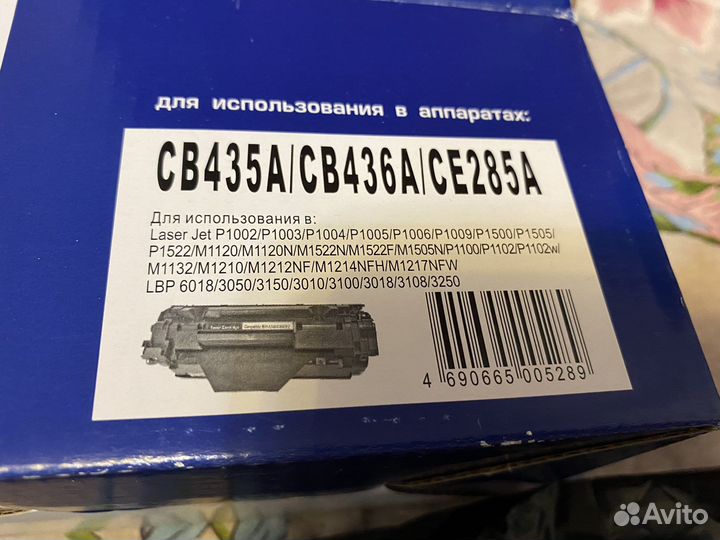 для использования в аппаратах:
CB435A/CB436A/CE285A
Для использования в:
Laser Jet P1002/P1003/P1004/P1005/P1006/P1009/P1500/P1505/
P1522/M1120/M1120N/M1522N/M1522F/M1505N/P1100/P1102/P1102w/
M1132/M1210/M1212NF/M1214NFH/M1217NFW
LBP 6018/3050/3150/3010/3100/3018/3108/3250
4 690665 005289
Avito